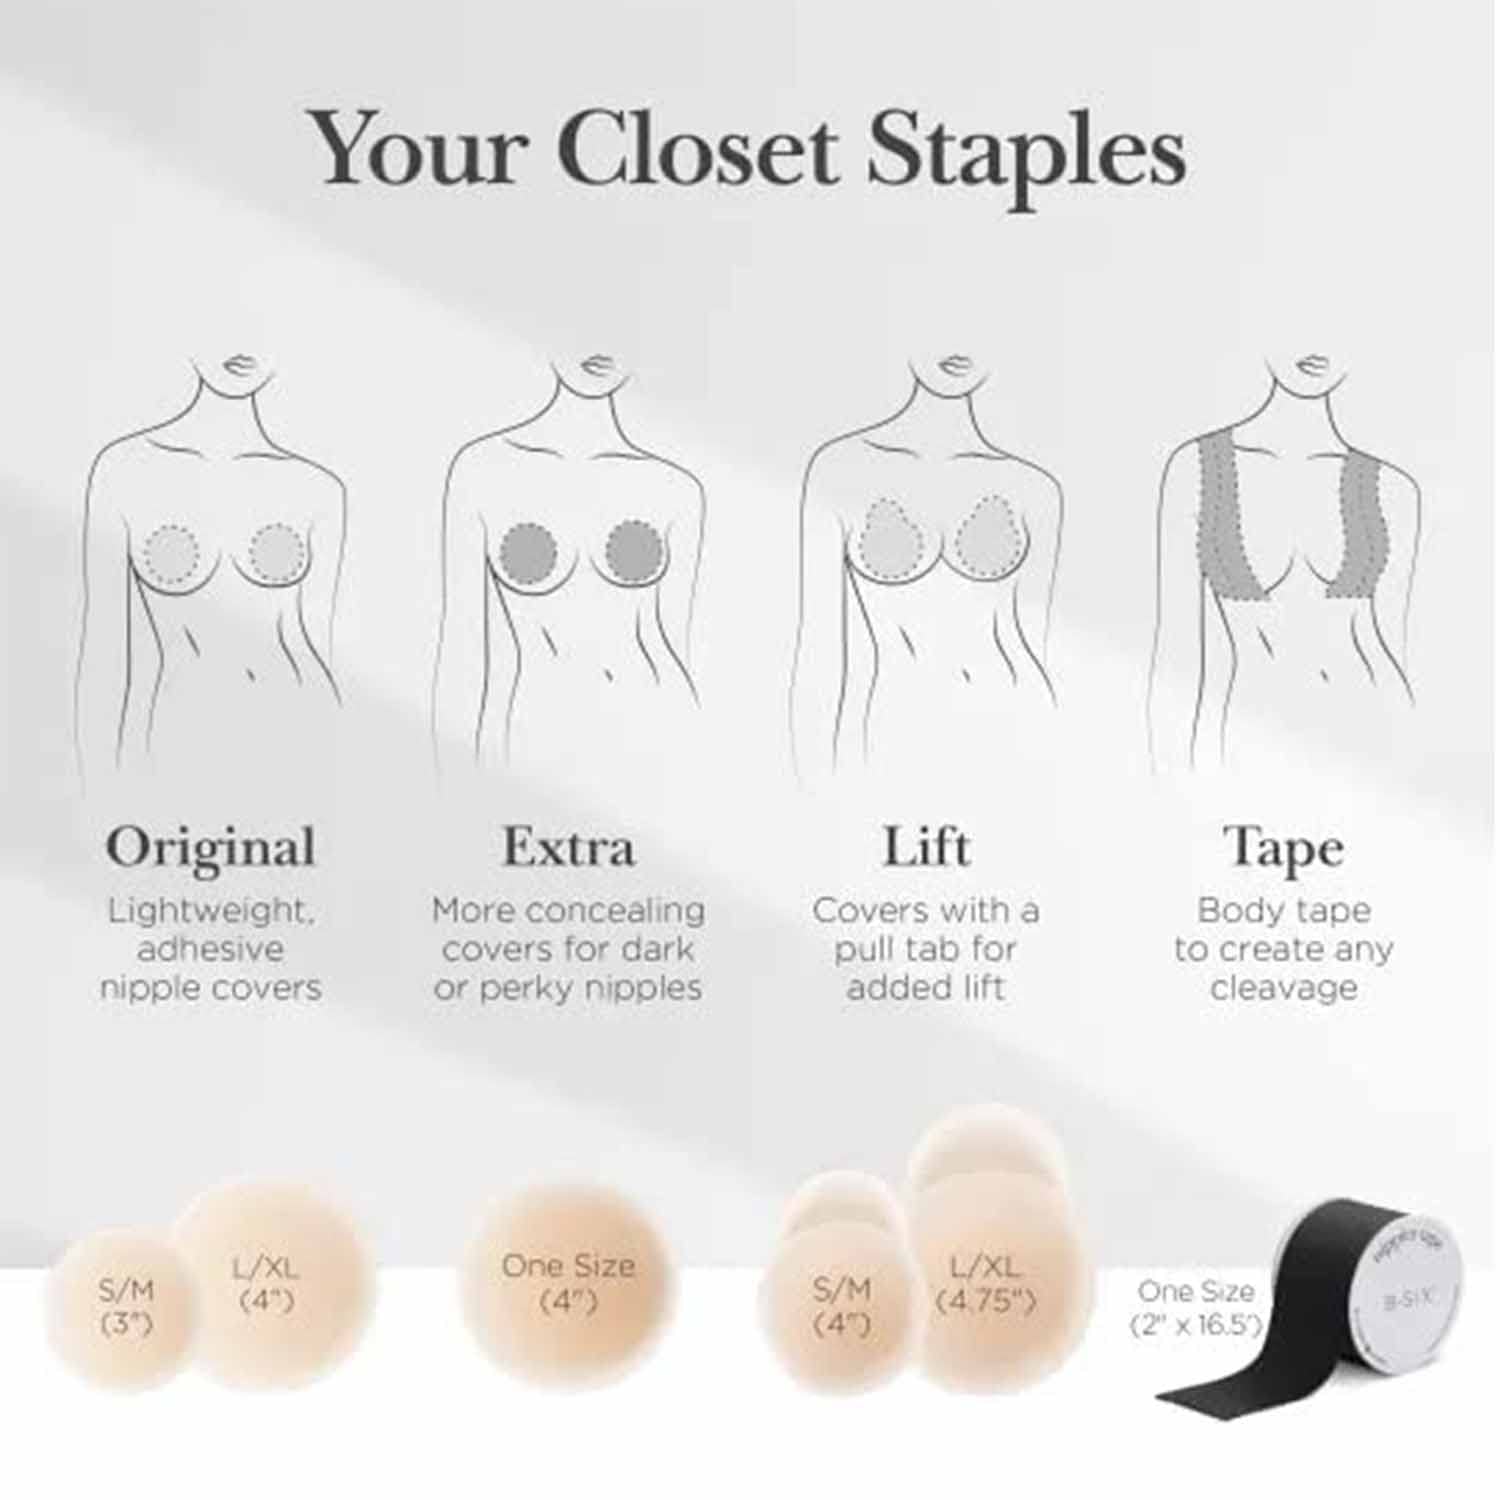 Your Closet Staples
Original
Lightweight,
adhesive
nipple covers
Extra
More concealing
covers for dark
or perky nipples
Lift
Covers with a
pull tab for
added lift
Tape
Body tape
to create any
cleavage
S/M
(3")
L/XL
(4")
One Size
(4")
S/M
(4")
L/XL
(4.75")
One Size
(2" x 16.5')
B-SIX